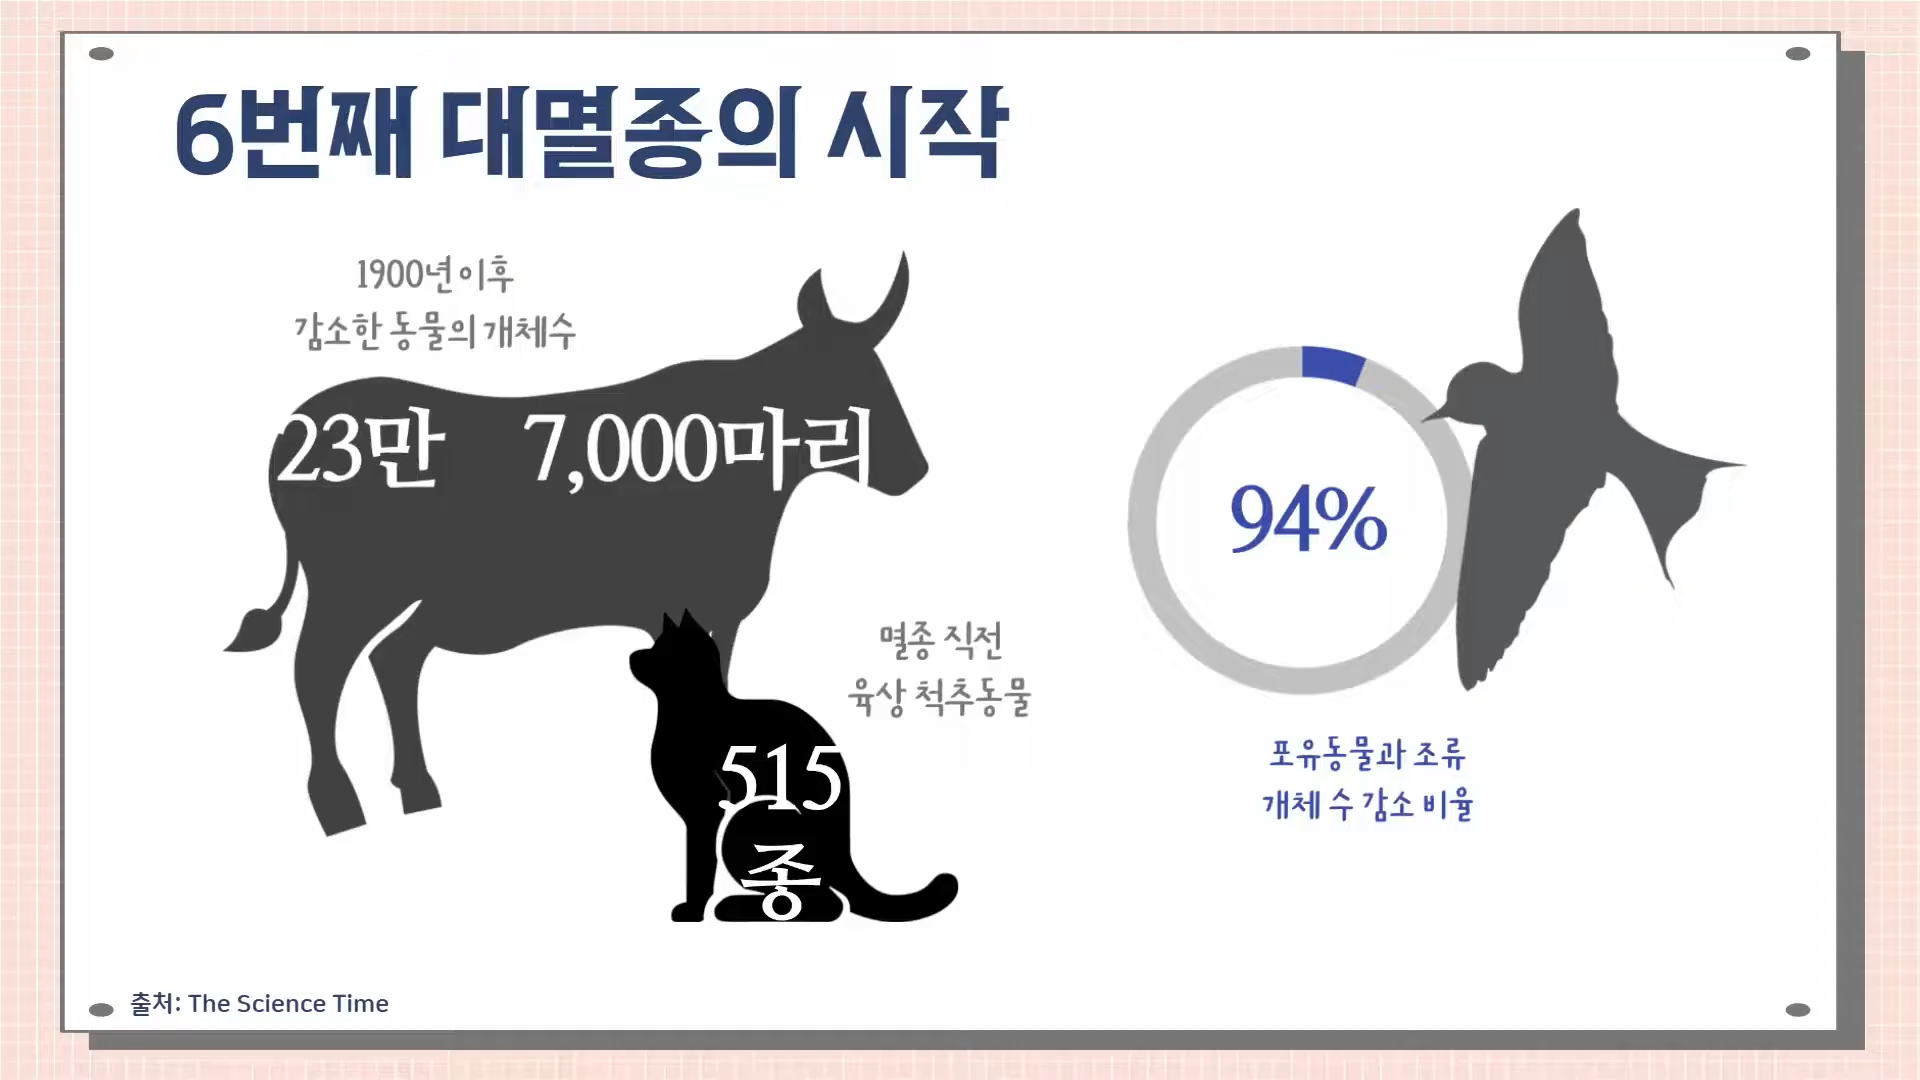 6번째 대멸종의 시작
1900년이후
감소한 동물의 개체수
23만 7,000마리
멸종 직전
육상 척추동물
515
종
94%
포유동물과 조류
개체 수 감소 비율
출처: The Science Time